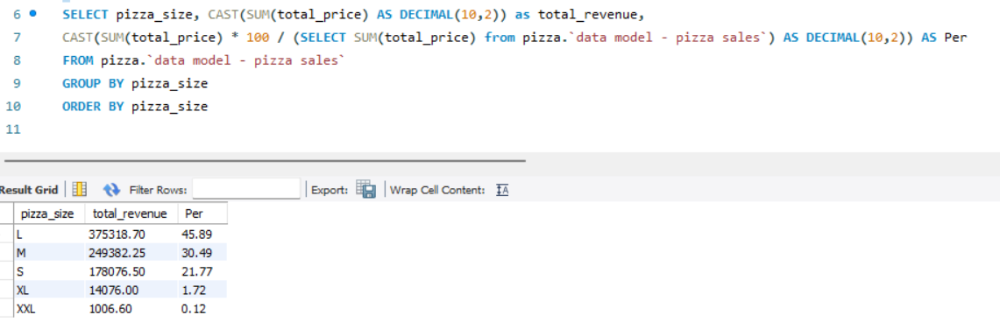 6 SELECT pizza_size, CAST(SUM(total_price) AS DECIMAL(10,2)) as total_revenue,
7 CAST(SUM(total_price) * 100 / (SELECT SUM(total_price) from pizza.`data model - pizza sales`) AS DECIMAL(10,2)) AS Per
8 FROM pizza.`data model - pizza sales`
9 GROUP BY pizza_size
10 ORDER BY pizza_size
11
Result Grid Filter Rows: Export: Wrap Cell Content: IA
pizza_size total_revenue Per
L 375318.70 45.89
M 249382.25 30.49
S 178076.50 21.77
XL 14076.00 1.72
XXL 1006.60 0.12